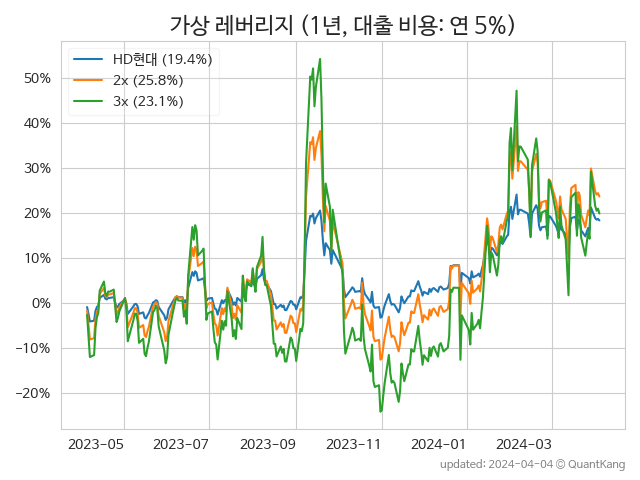 가상 레버리지 (1년, 대출 비용: 연 5%)
HD현대 (19.4%)
2x (25.8%)
3x (23.1%)
50%
40%
30%
20%
10%
0%
−10%
−20%
2023-05
2023-07
2023-09
2023-11
2024-01
2024-03
updated: 2024-04-04 © QuantKang